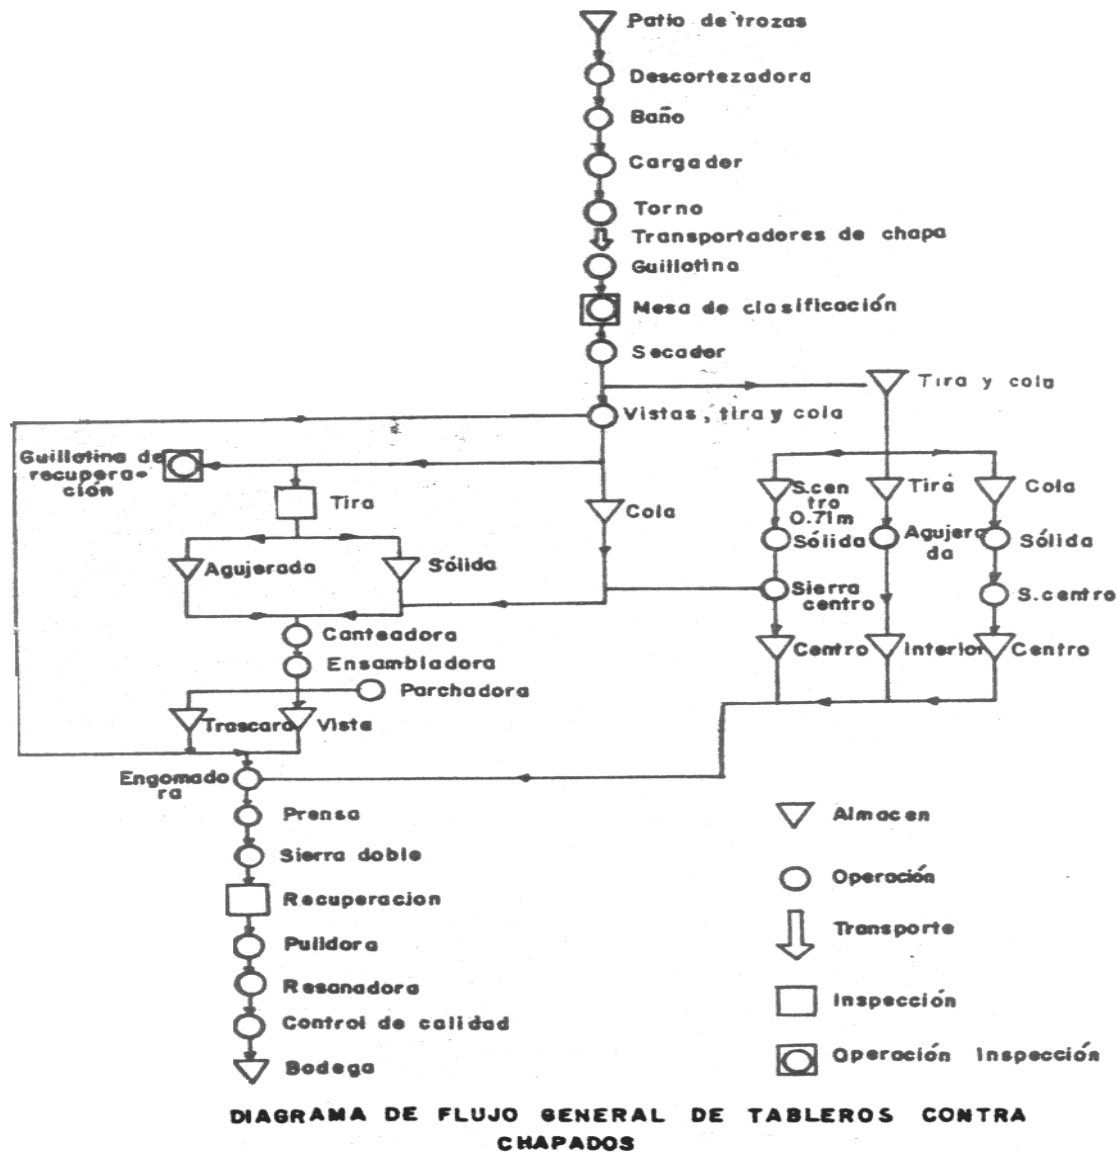 Patio de trozas
Descortezadora
Baño
Cargador
Torno
Transportadores de chapa
Guillotina
Mesa de clasificación
Secador
Tira y cola
Vistas, tira y cola
Guillotina de
recupera-
ción
Tira
Cola
S.cen
tro
0.71m
Tira
Cola
Sólida
Agujera
da
Sólida
Agujerada
Sólida
Sierra
centro
S.centro
Canteadora
Ensambladora
Parchadora
Centro
Interior
Centro
Trascara
Vista
Engomado
ra
Prensa
Sierra doble
Recuperacion
Pulidora
Resanadora
Control de calidad
Bodega
Almacen
Operación
Transporte
Inspección
Operación Inspección
DIAGRAMA DE FLUJO GENERAL DE TABLEROS CONTRA
CHAPADOS